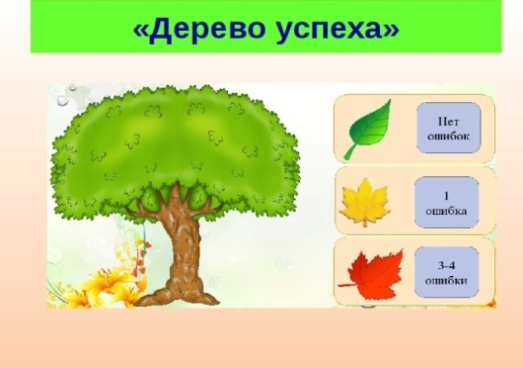 «Дерево успеха»
Нет
ошибок
1
ошибка
3-4
ошибки